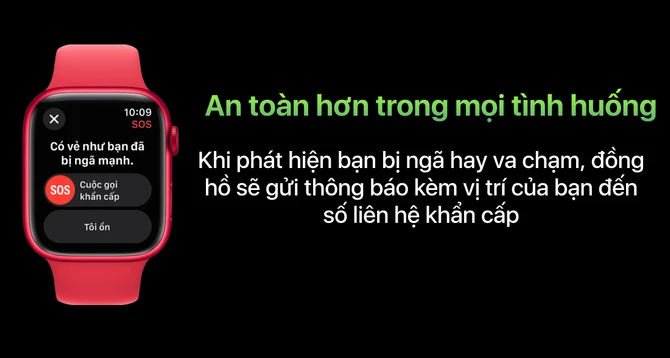 10:09
SOS
Có vẻ như bạn đã
bị ngã mạnh.
SOS Cuộc gọi
khẩn cấp
Tôi ổn
An toàn hơn trong mọi tình huống
Khi phát hiện bạn bị ngã hay va chạm, đồng
hồ sẽ gửi thông báo kèm vị trí của bạn đến
số liên hệ khẩn cấp